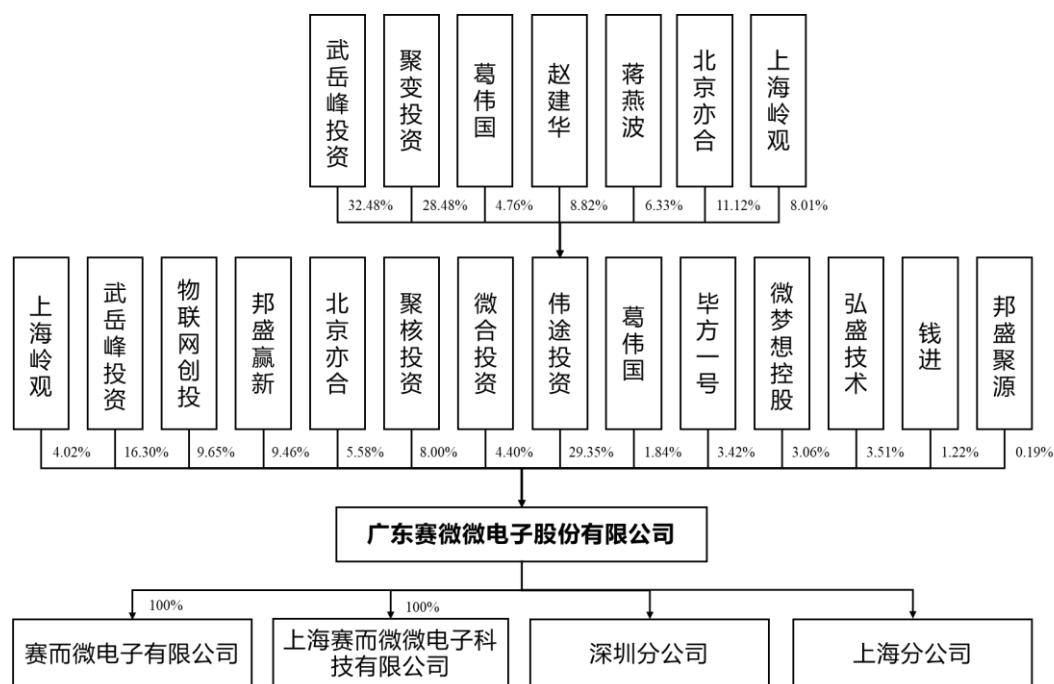 武岳峰投资
聚变投资
葛伟国
赵建华
蒋燕波
北京亦合
上海岭观
32.48%
28.48%
4.76%
8.82%
6.33%
11.12%
8.01%
上海岭观
武岳峰投资
物联网创投
邦盛赢新
北京亦合
聚核投资
微合投资
伟途投资
葛伟国
毕方一号
微梦想控股
弘盛技术
钱进
邦盛聚源
4.02%
16.30%
9.65%
9.46%
5.58%
8.00%
4.40%
29.35%
1.84%
3.42%
3.06%
3.51%
1.22%
0.19%
广东赛微微电子股份有限公司
100%
100%
赛而微电子有限公司
上海赛而微微电子科
技有限公司
深圳分公司
上海分公司